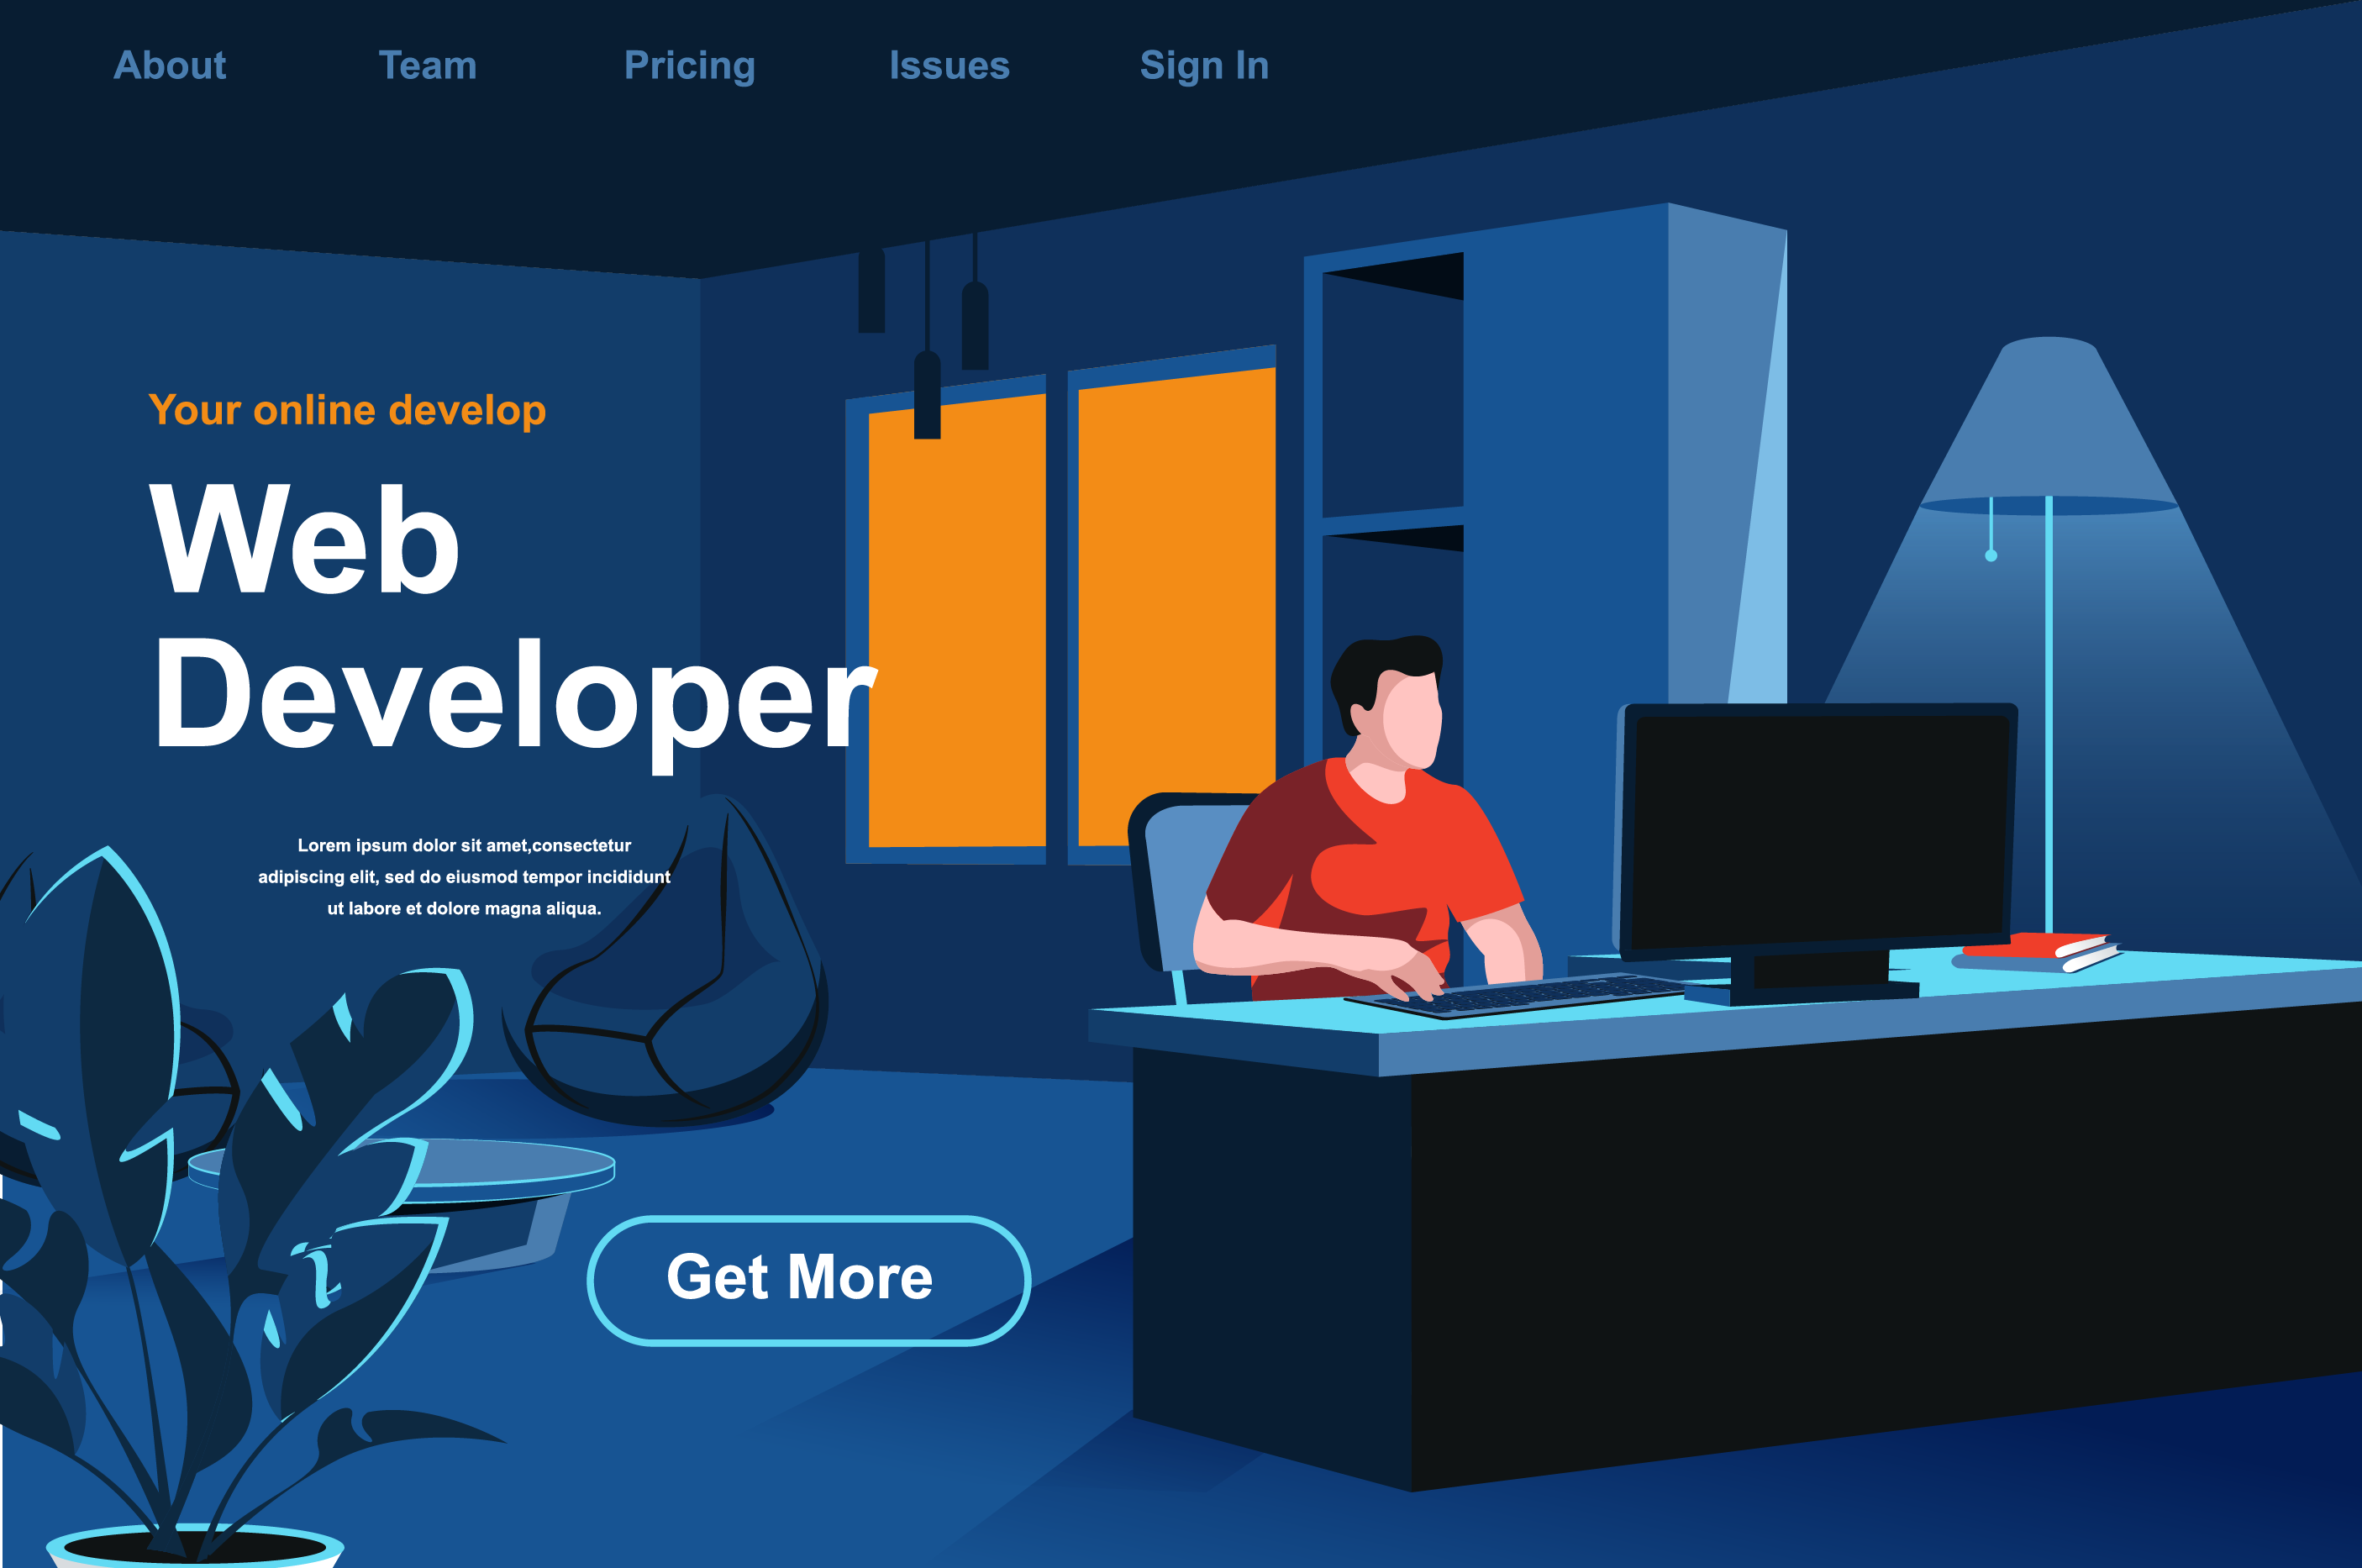 About Team Pricing Issues Sign In
Your online develop
Web
Developer
Lorem ipsum dolor sit amet,consectetur
adipiscing elit, sed do eiusmod tempor incididunt
ut labore et dolore magna aliqua.
Get More